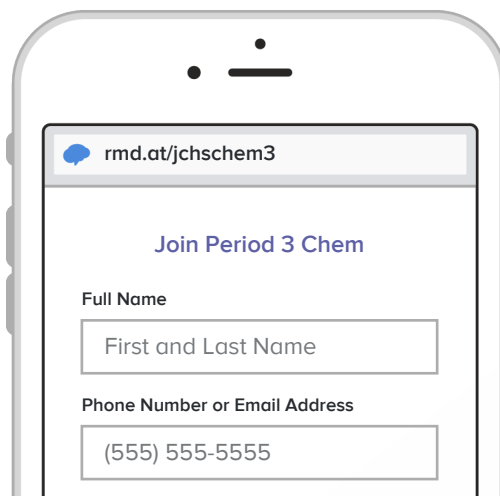 rmd.at/jchschem3
Join Period 3 Chem
Full Name
First and Last Name
Phone Number or Email Address
(555) 555-5555